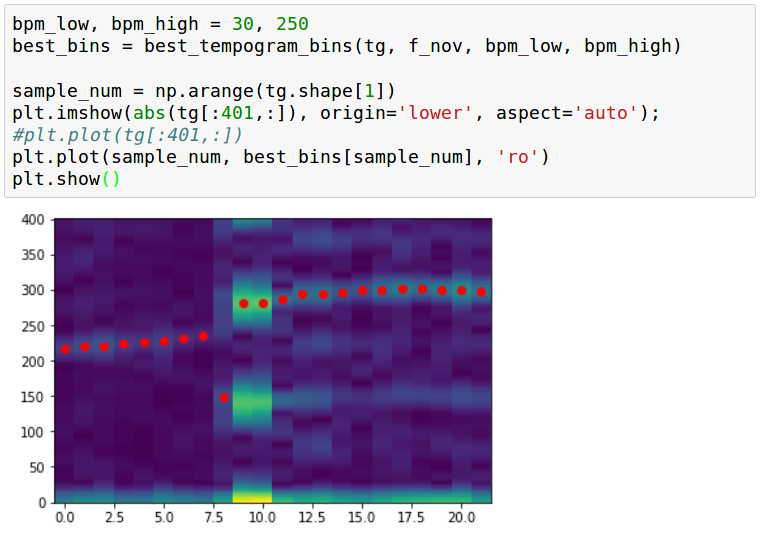 bpm_low, bpm_high = 30, 250
best_bins = best_tempogram_bins(tg, f_nov, bpm_low, bpm_high)
sample_num = np.arange(tg.shape[1])
plt.imshow(abs(tg[:401,:]), origin='lower', aspect='auto');
#plt.plot(tg[:401,:])
plt.plot(sample_num, best_bins[sample_num], 'ro')
plt.show()
400
350
300
250
200
150
100
50
0
0.0 2.5 5.0 7.5 10.0 12.5 15.0 17.5 20.0